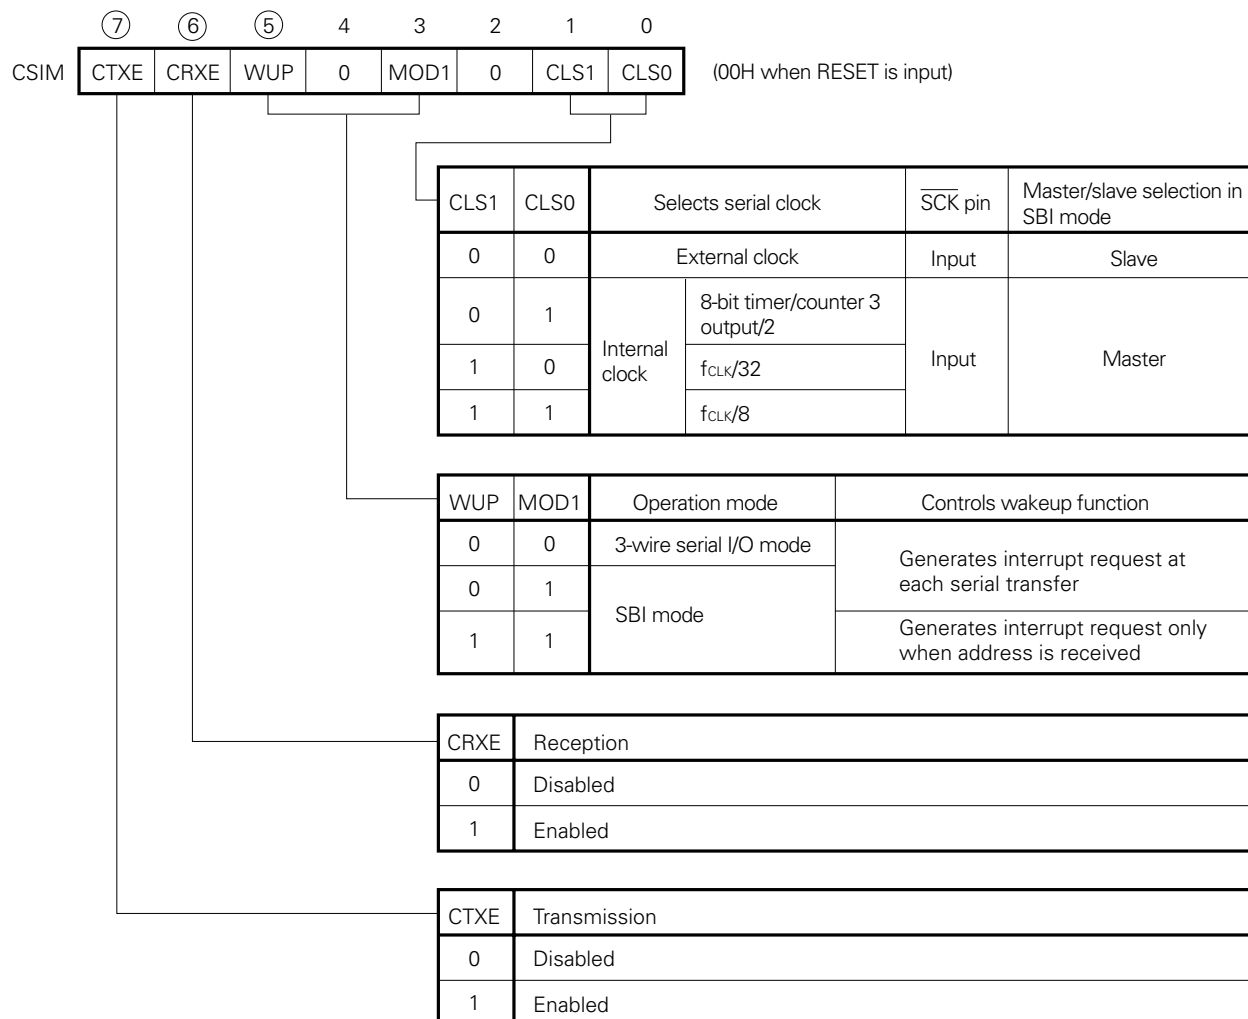 ⑦ ⑥ ⑤ 4 3 2 1 0
CSIM CTXE CRXE WUP 0 MOD1 0 CLS1 CLS0 (00H when RESET is input)
CLS1 CLS0 Selects serial clock S̅C̅K̅ pin Master/slave selection in
SBI mode
0 0 External clock Input Slave
0 1 Internal clock 8-bit timer/counter 3
output/2 Input Master
1 0 fCLK/32
1 1 fCLK/8
WUP MOD1 Operation mode Controls wakeup function
0 0 3-wire serial I/O mode Generates interrupt request at
each serial transfer
0 1 SBI mode
1 1 Generates interrupt request only
when address is received
CRXE Reception
0 Disabled
1 Enabled
CTXE Transmission
0 Disabled
1 Enabled